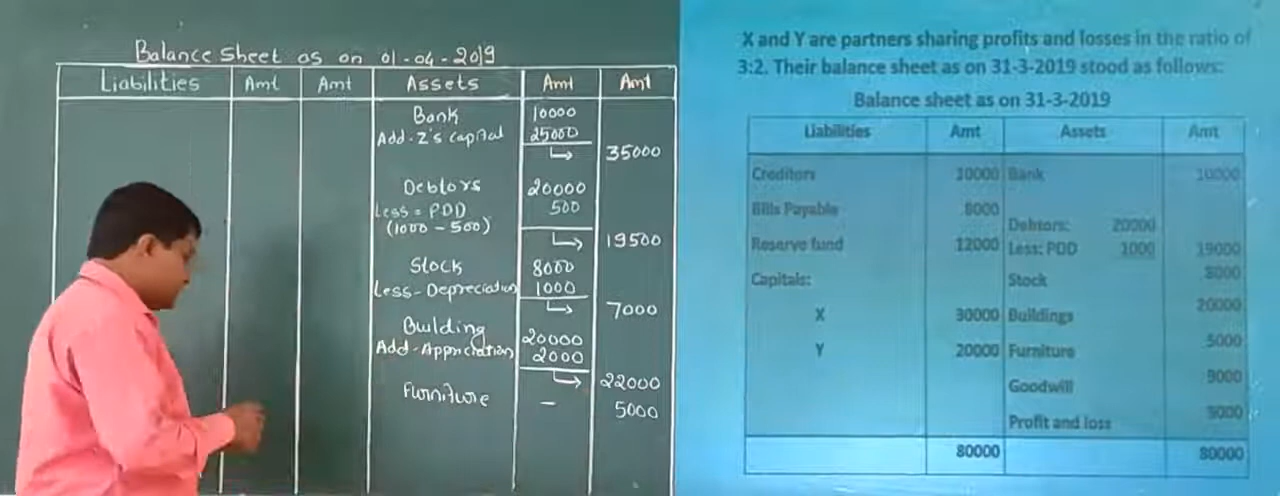 Balance Sheet as on 01-04-2019
Liabilities Amt Amt Assets Amt Amt
Bank 10000
Add-Z's capital 25000
35000
Debtors 20000
Less = PDD 500
(1000 - 500)
19500
Stock 8000
Less-Depreciation 1000
7000
Building 20000
Add-Appriciation 2000
22000
Furniture - 5000
X and Y are partners sharing profits and losses in the ratio of
3:2. Their balance sheet as on 31-3-2019 stood as follows:
Balance sheet as on 31-3-2019
Liabilities Amt Assets Amt
Creditors 10000 Bank 10000
Bills Payable 8000
Debtors: 20000
Reserve fund 12000 Less: PDD 1000 19000
Capitals: Stock 8000
X 30000 Buildings 20000
Y 20000 Furniture 5000
Goodwill 9000
Profit and loss 9000
80000 80000